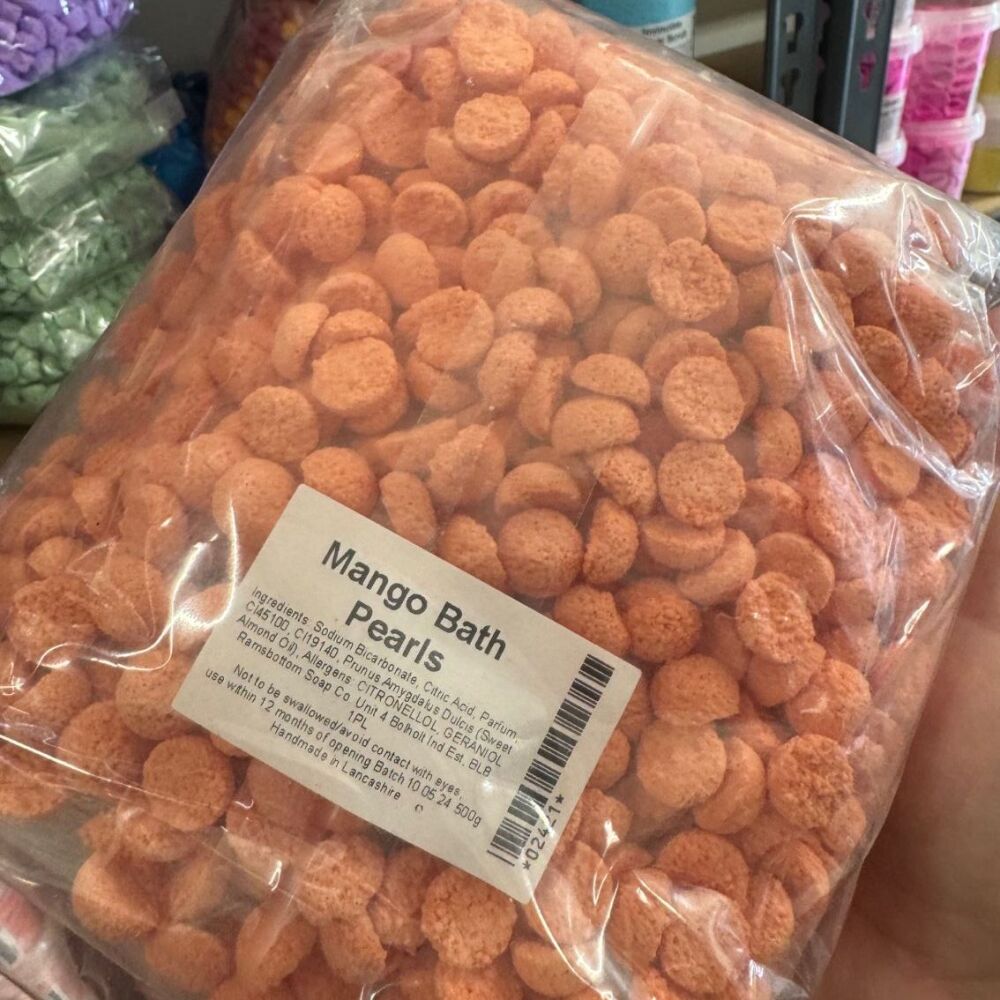 Mango Bath
Pearls
Ingredients: Sodium Bicarbonate, Citric Acid, Parfum,
CI45100, CI19140, Prunus Amygdalus Dulcis (Sweet
Almond Oil), Allergens: CITRONELLOL, GERANIOL
Ramsbottom Soap Co. Unit 4 Bolholt Ind Est. BL8
1PL
Not to be swallowed/avoid contact with eyes,
use within 12 months of opening Batch 10 05 24 500g
Handmade in Lancashire